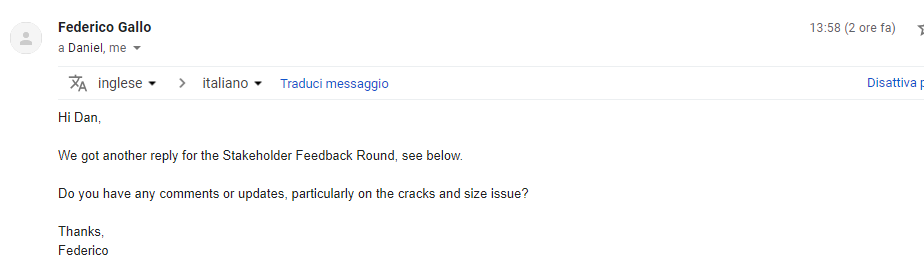 Federico Gallo
13:58 (2 ore fa)
a Daniel, me
inglese > italiano Traduci messaggio
Disattiva
Hi Dan,
We got another reply for the Stakeholder Feedback Round, see below.
Do you have any comments or updates, particularly on the cracks and size issue?
Thanks,
Federico